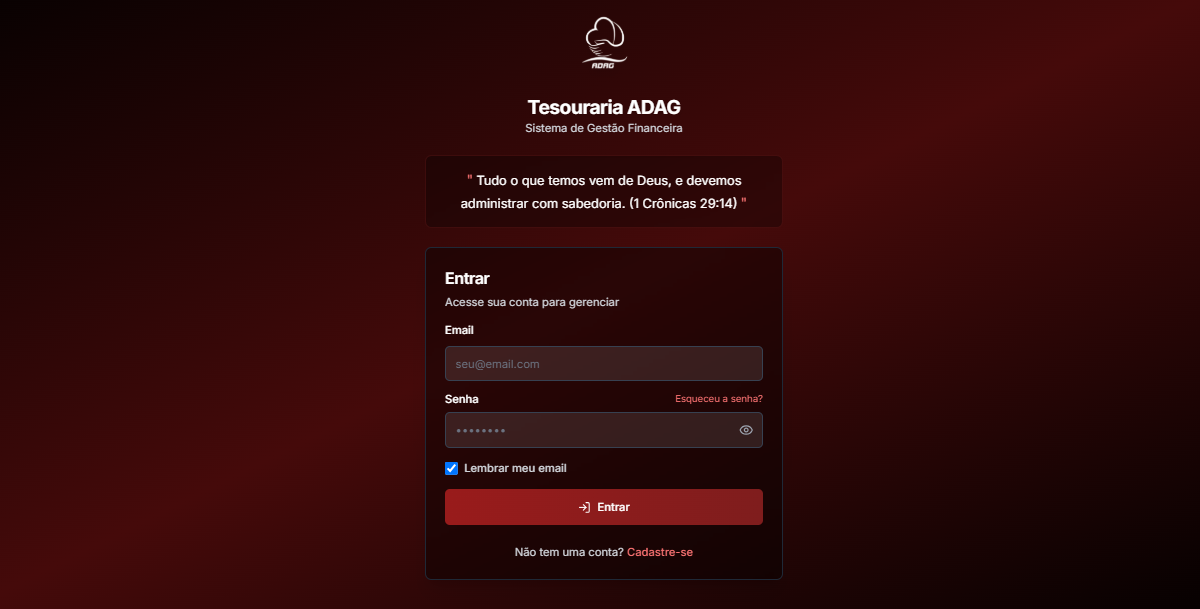 ADAG
Tesouraria ADAG
Sistema de Gestão Financeira
" Tudo o que temos vem de Deus, e devemos
administrar com sabedoria. (1 Crônicas 29:14) "
Entrar
Acesse sua conta para gerenciar
Email
seu@email.com
Senha
Esqueceu a senha?
••••••••
Lembrar meu email
Entrar
Não tem uma conta? Cadastre-se